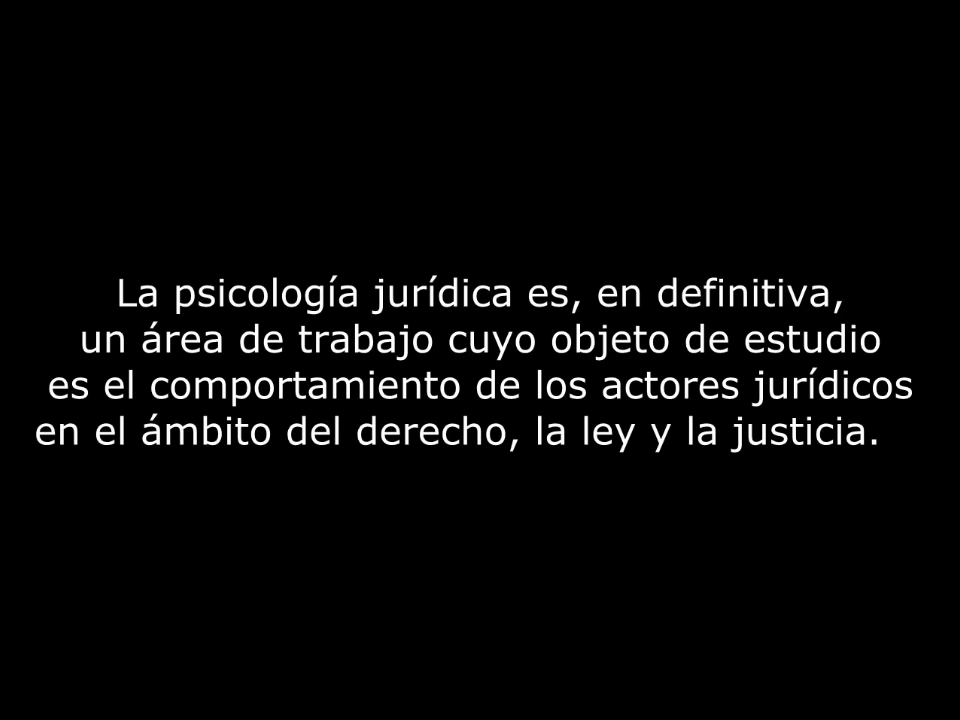 La psicología jurídica es, en definitiva,
un área de trabajo cuyo objeto de estudio
es el comportamiento de los actores jurídicos
en el ámbito del derecho, la ley y la justicia.